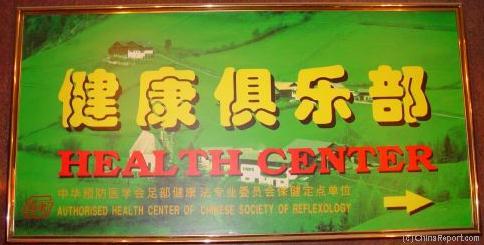 健康俱乐部
HEALTH CENTER
中华预防医学会足部健康法专业委员会保健定点单位
AUTHORISED HEALTH CENTER OF CHINESE SOCIETY OF REFLEXOLOGY
(c)ChinaReport.com